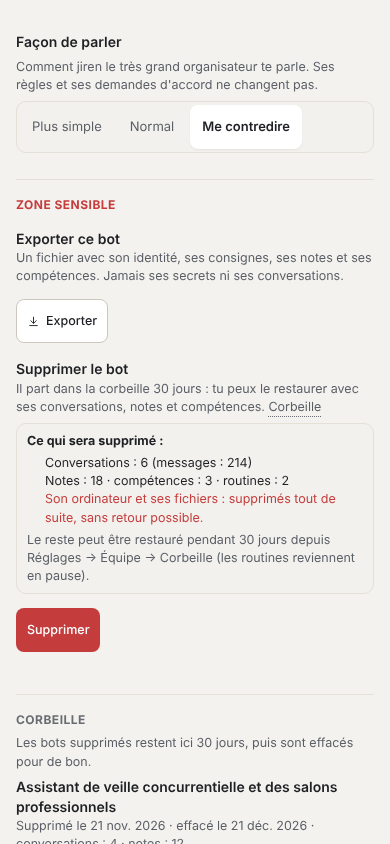 Façon de parler
Comment jiren le très grand organisateur te parle. Ses
règles et ses demandes d'accord ne changent pas.
Plus simple Normal Me contredire
ZONE SENSIBLE
Exporter ce bot
Un fichier avec son identité, ses consignes, ses notes et ses
compétences. Jamais ses secrets ni ses conversations.
Exporter
Supprimer le bot
Il part dans la corbeille 30 jours : tu peux le restaurer avec
ses conversations, notes et compétences. Corbeille
Ce qui sera supprimé :
Conversations : 6 (messages : 214)
Notes : 18 · compétences : 3 · routines : 2
Son ordinateur et ses fichiers : supprimés tout de
suite, sans retour possible.
Le reste peut être restauré pendant 30 jours depuis
Réglages → Équipe → Corbeille (les routines reviennent
en pause).
Supprimer
CORBEILLE
Les bots supprimés restent ici 30 jours, puis sont effacés
pour de bon.
Assistant de veille concurrentielle et des salons
professionnels
Supprimé le 21 nov. 2026 · effacé le 21 déc. 2026 ·
conversations : 4 · notes : 12